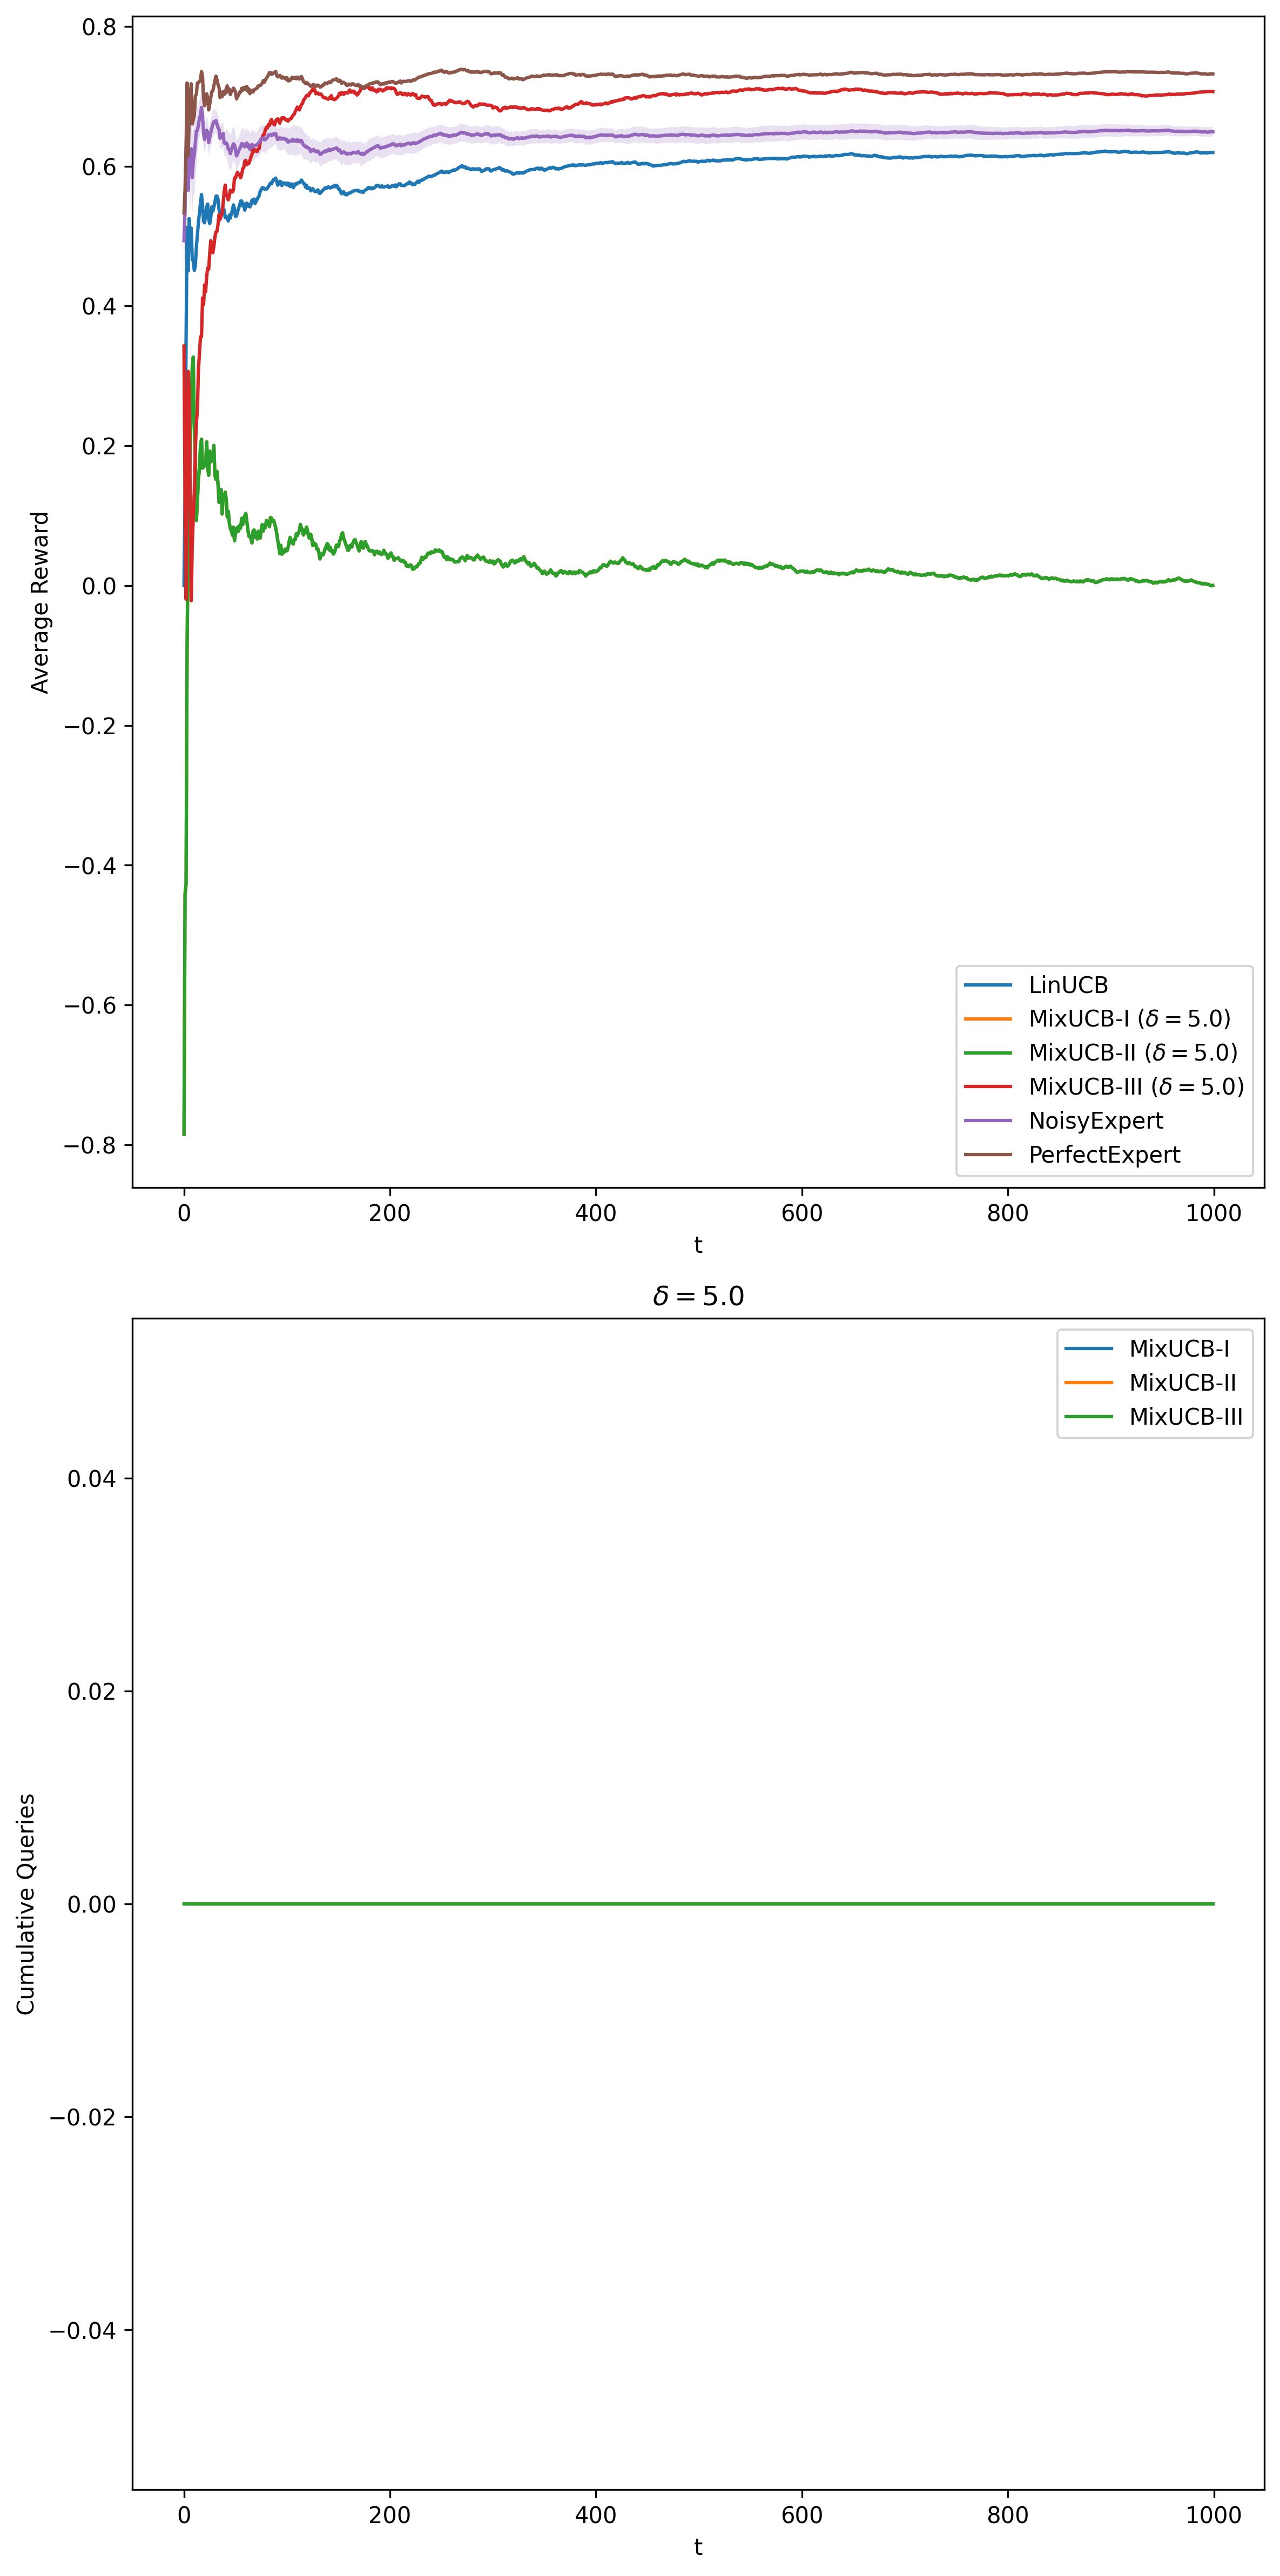 0.8
0.6
0.4
0.2
0.0
−0.2
−0.4
−0.6
−0.8
Average Reward
LinUCB
MixUCB-I (δ = 5.0)
MixUCB-II (δ = 5.0)
MixUCB-III (δ = 5.0)
NoisyExpert
PerfectExpert
0 200 400 600 800 1000
t
δ = 5.0
MixUCB-I
MixUCB-II
MixUCB-III
0.04
0.02
0.00
−0.02
−0.04
Cumulative Queries
0 200 400 600 800 1000
t